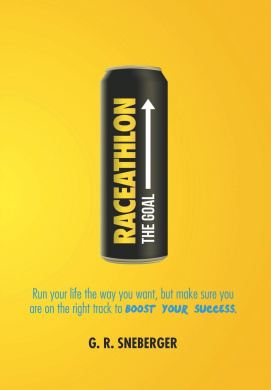 RACEATHLON
THE GOAL
Run your life the way you want, but make sure you
are on the right track to BOOST YOUR SUCCESS.
G. R. SNEBERGER